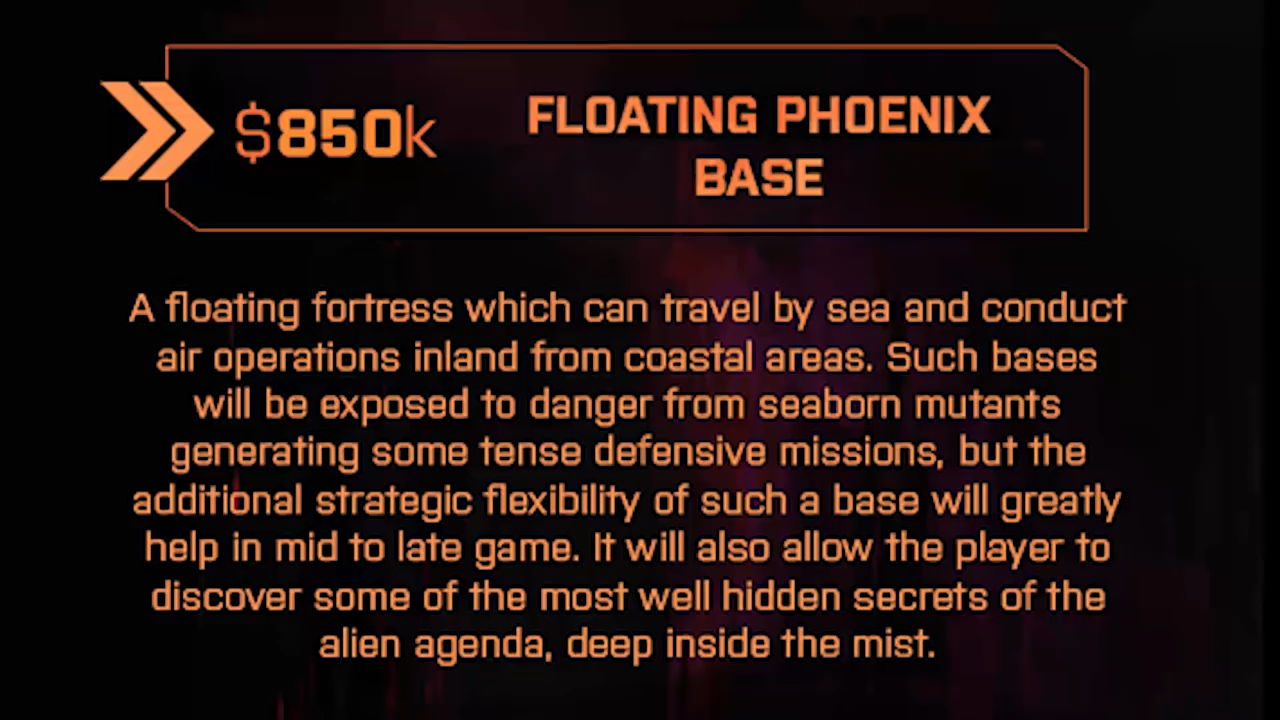 $850k
FLOATING PHOENIX
BASE
A floating fortress which can travel by sea and conduct
air operations inland from coastal areas. Such bases
will be exposed to danger from seaborn mutants
generating some tense defensive missions, but the
additional strategic flexibility of such a base will greatly
help in mid to late game. It will also allow the player to
discover some of the most well hidden secrets of the
alien agenda, deep inside the mist.